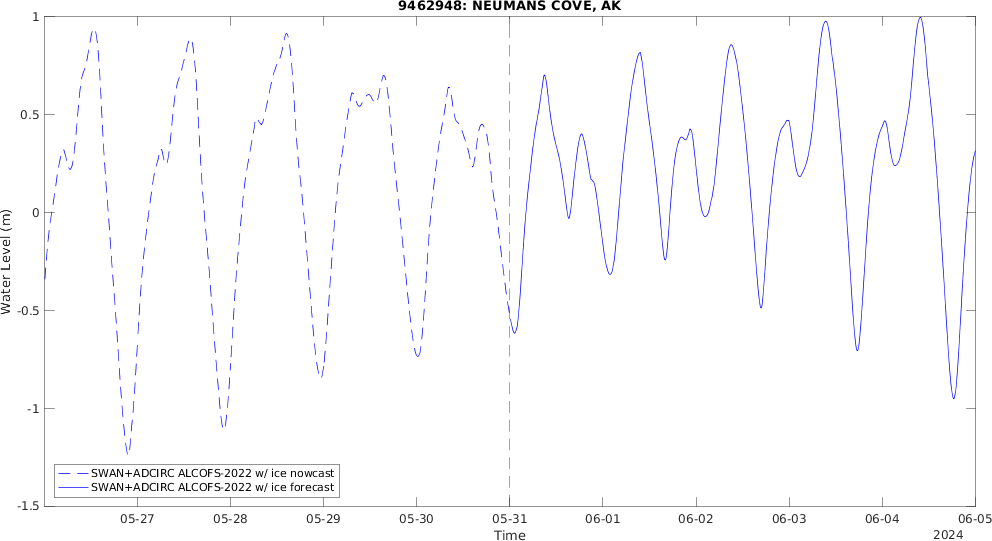 9462948: NEUMANS COVE, AK
1
0.5
0
-0.5
-1
-1.5
Water Level (m)
SWAN+ADCIRC ALCOFS-2022 w/ ice nowcast
SWAN+ADCIRC ALCOFS-2022 w/ ice forecast
05-27 05-28 05-29 05-30 05-31 06-01 06-02 06-03 06-04 06-05
Time
2024